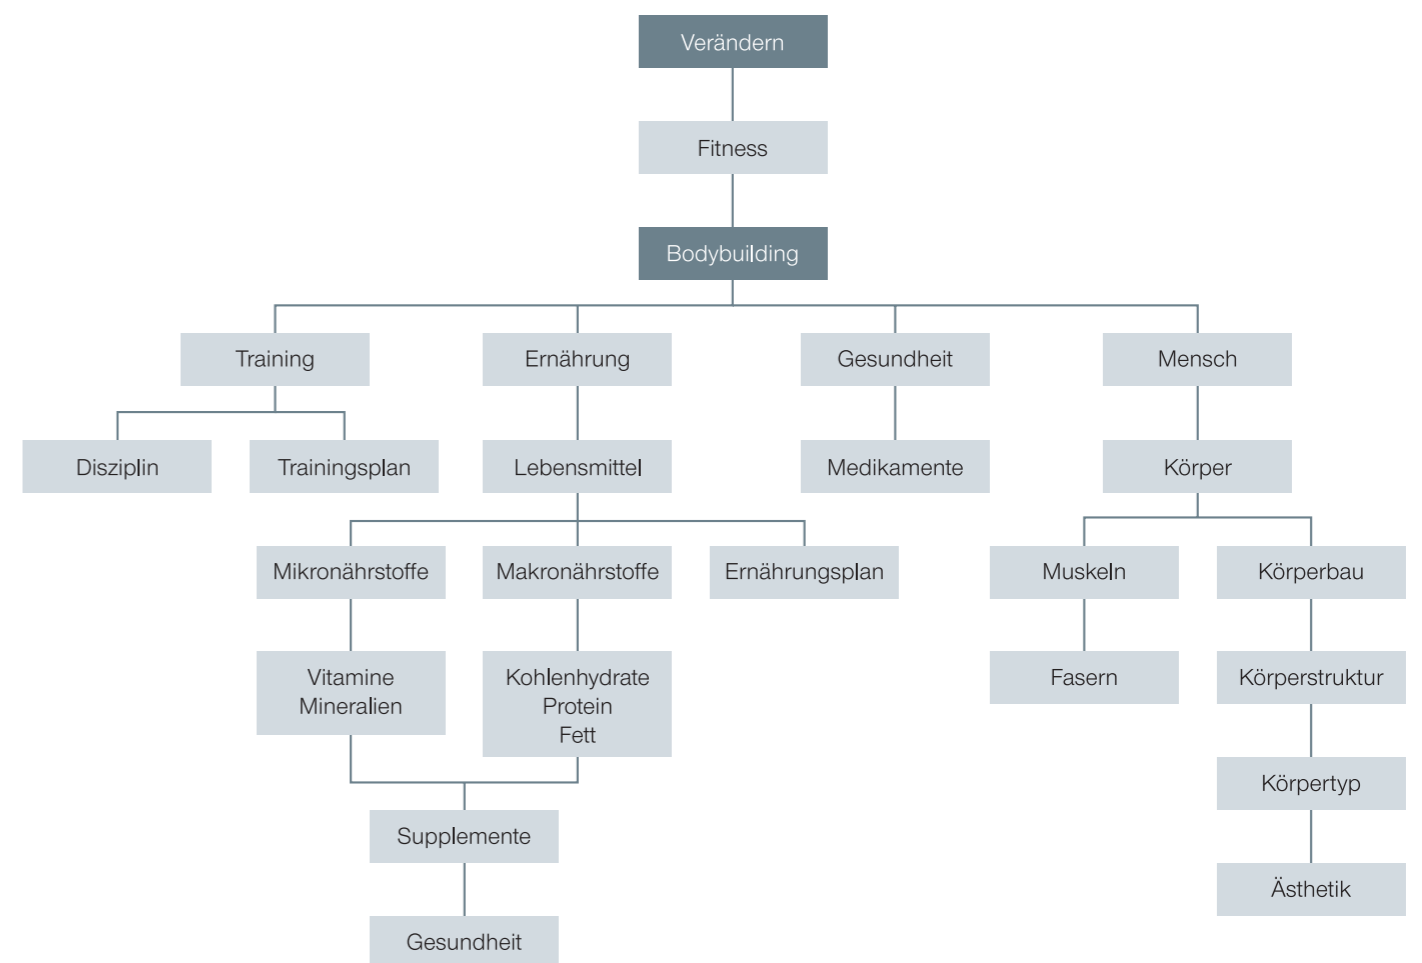 Verändern
Fitness
Bodybuilding
Training
Ernährung
Gesundheit
Mensch
Disziplin
Trainingsplan
Lebensmittel
Medikamente
Körper
Mikronährstoffe
Makronährstoffe
Ernährungsplan
Muskeln
Körperbau
Vitamine
Mineralien
Kohlenhydrate
Protein
Fett
Fasern
Körperstruktur
Körpertyp
Supplemente
Ästhetik
Gesundheit